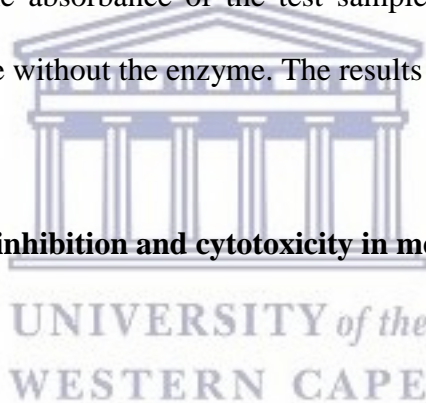 e absorbance of the test sample
e without the enzyme. The results
inhibition and cytotoxicity in m
UNIVERSITY of the
WESTERN CAPE